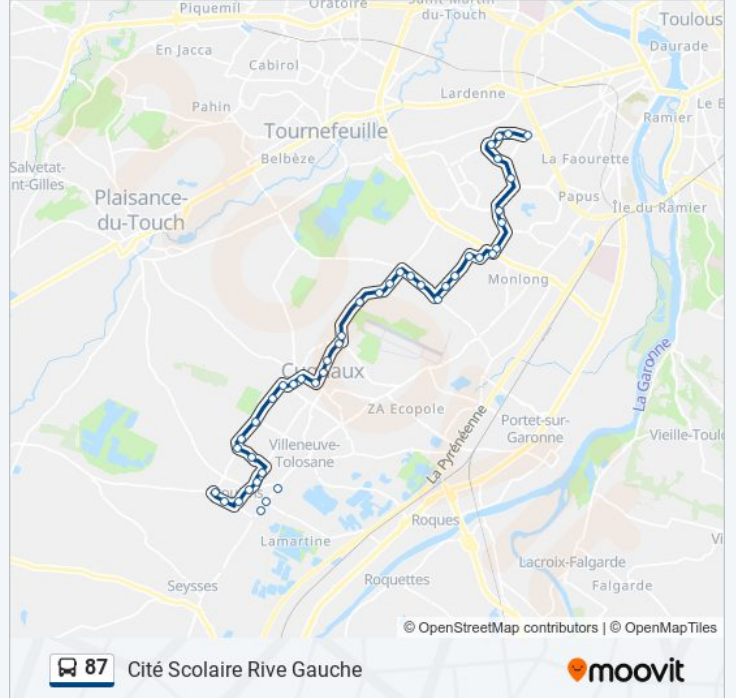 Piquemil
Oratoire
du-Touch
Toulous
En Jacca
Daurade
Cabirol
Lardenne
Le E
Pahin
Ramier
Tournefeuille
Belbèze
La Faourette
Salvetat-
nt-Gilles
Plaisance-
du-Touch
Papus
Île du Ramier
Monlong
La Garonne
ZA Ecopole
La Pyrénéenne
Portet-sur-
Garonne
Vieille-Toulo
Villeneuve-
Tolosane
Roques
Lamartine
Vi
Lacroix-Falgarde
Seysses
Roquettes
Falgarde
© OpenStreetMap contributors | © OpenMapTiles
87 Cité Scolaire Rive Gauche
moovit